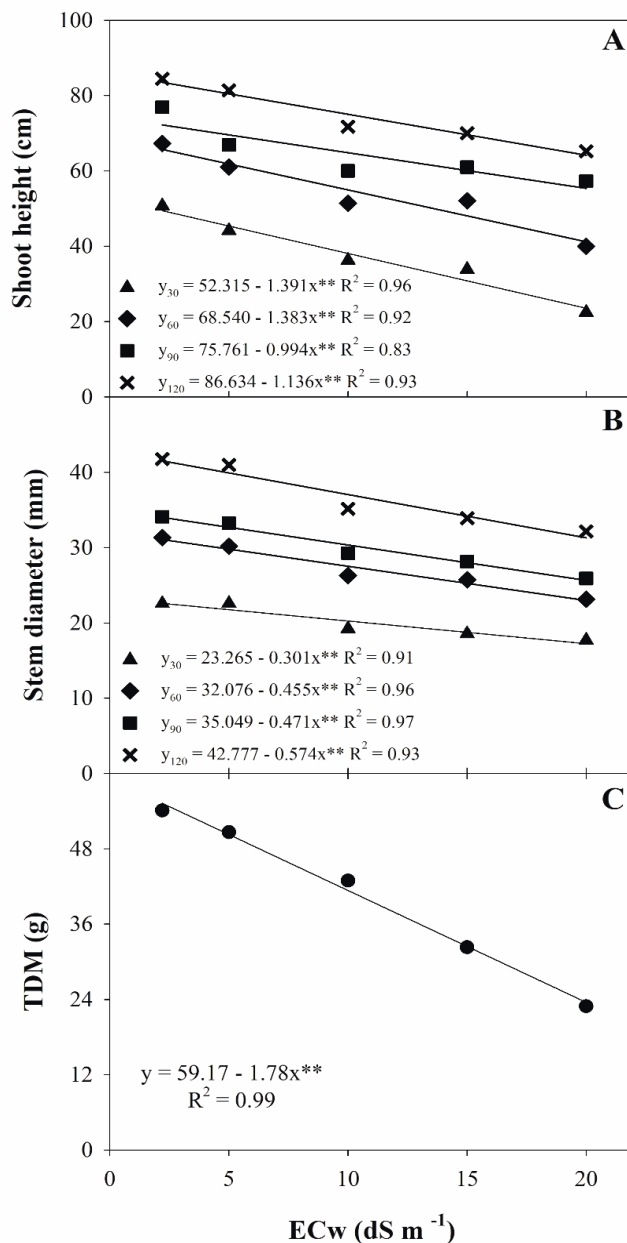 A
Shoot height (cm)
100
80
60
40
20
0
y30 = 52.315 - 1.391x** R2 = 0.96
y60 = 68.540 - 1.383x** R2 = 0.92
y90 = 75.761 - 0.994x** R2 = 0.83
y120 = 86.634 - 1.136x** R2 = 0.93
B
Stem diameter (mm)
40
30
20
10
0
y30 = 23.265 - 0.301x** R2 = 0.91
y60 = 32.076 - 0.455x** R2 = 0.96
y90 = 35.049 - 0.471x** R2 = 0.97
y120 = 42.777 - 0.574x** R2 = 0.93
C
TDM (g)
48
36
24
12
0
y = 59.17 - 1.78x**
R2 = 0.99
0 5 10 15 20
ECw (dS m -1)